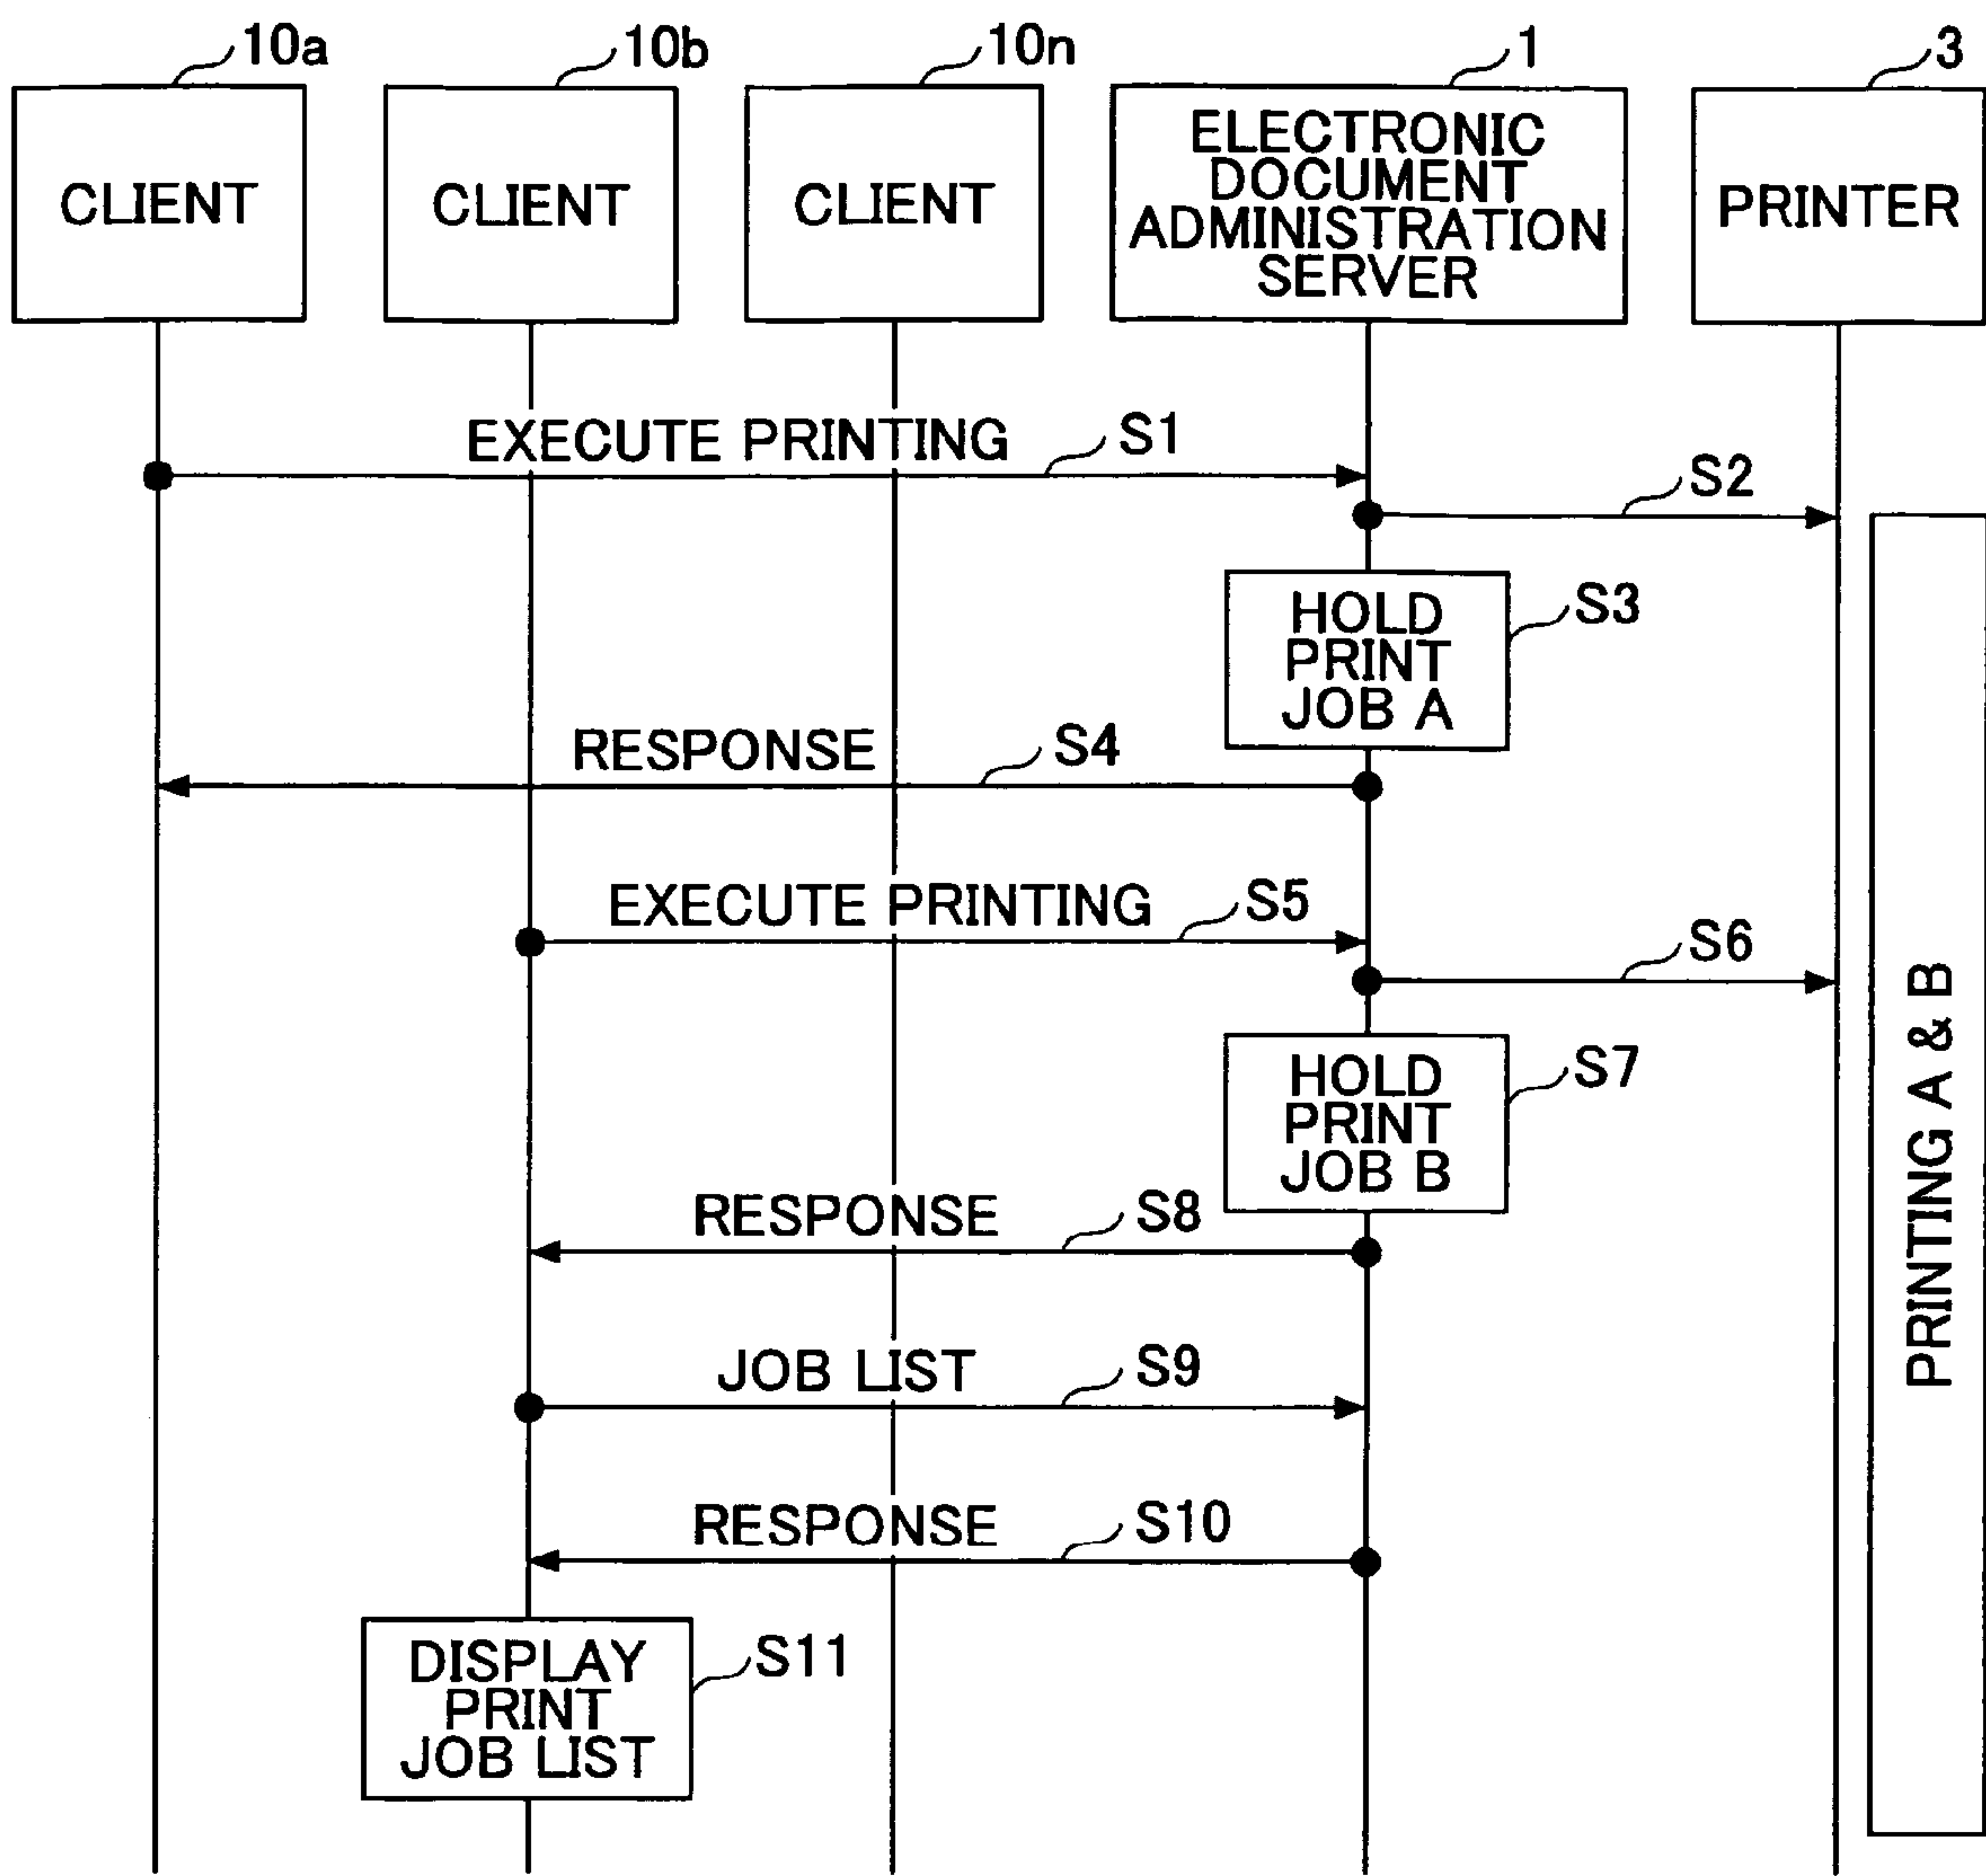 10a
10b
10n
1
3
CLIENT
CLIENT
CLIENT
ELECTRONIC
DOCUMENT
ADMINISTRATION
SERVER
PRINTER
EXECUTE PRINTING
S1
S2
HOLD
PRINT
JOB A
S3
RESPONSE
S4
EXECUTE PRINTING
S5
S6
HOLD
PRINT
JOB B
S7
RESPONSE
S8
JOB LIST
S9
RESPONSE
S10
DISPLAY
PRINT
JOB LIST
S11
PRINTING A & B